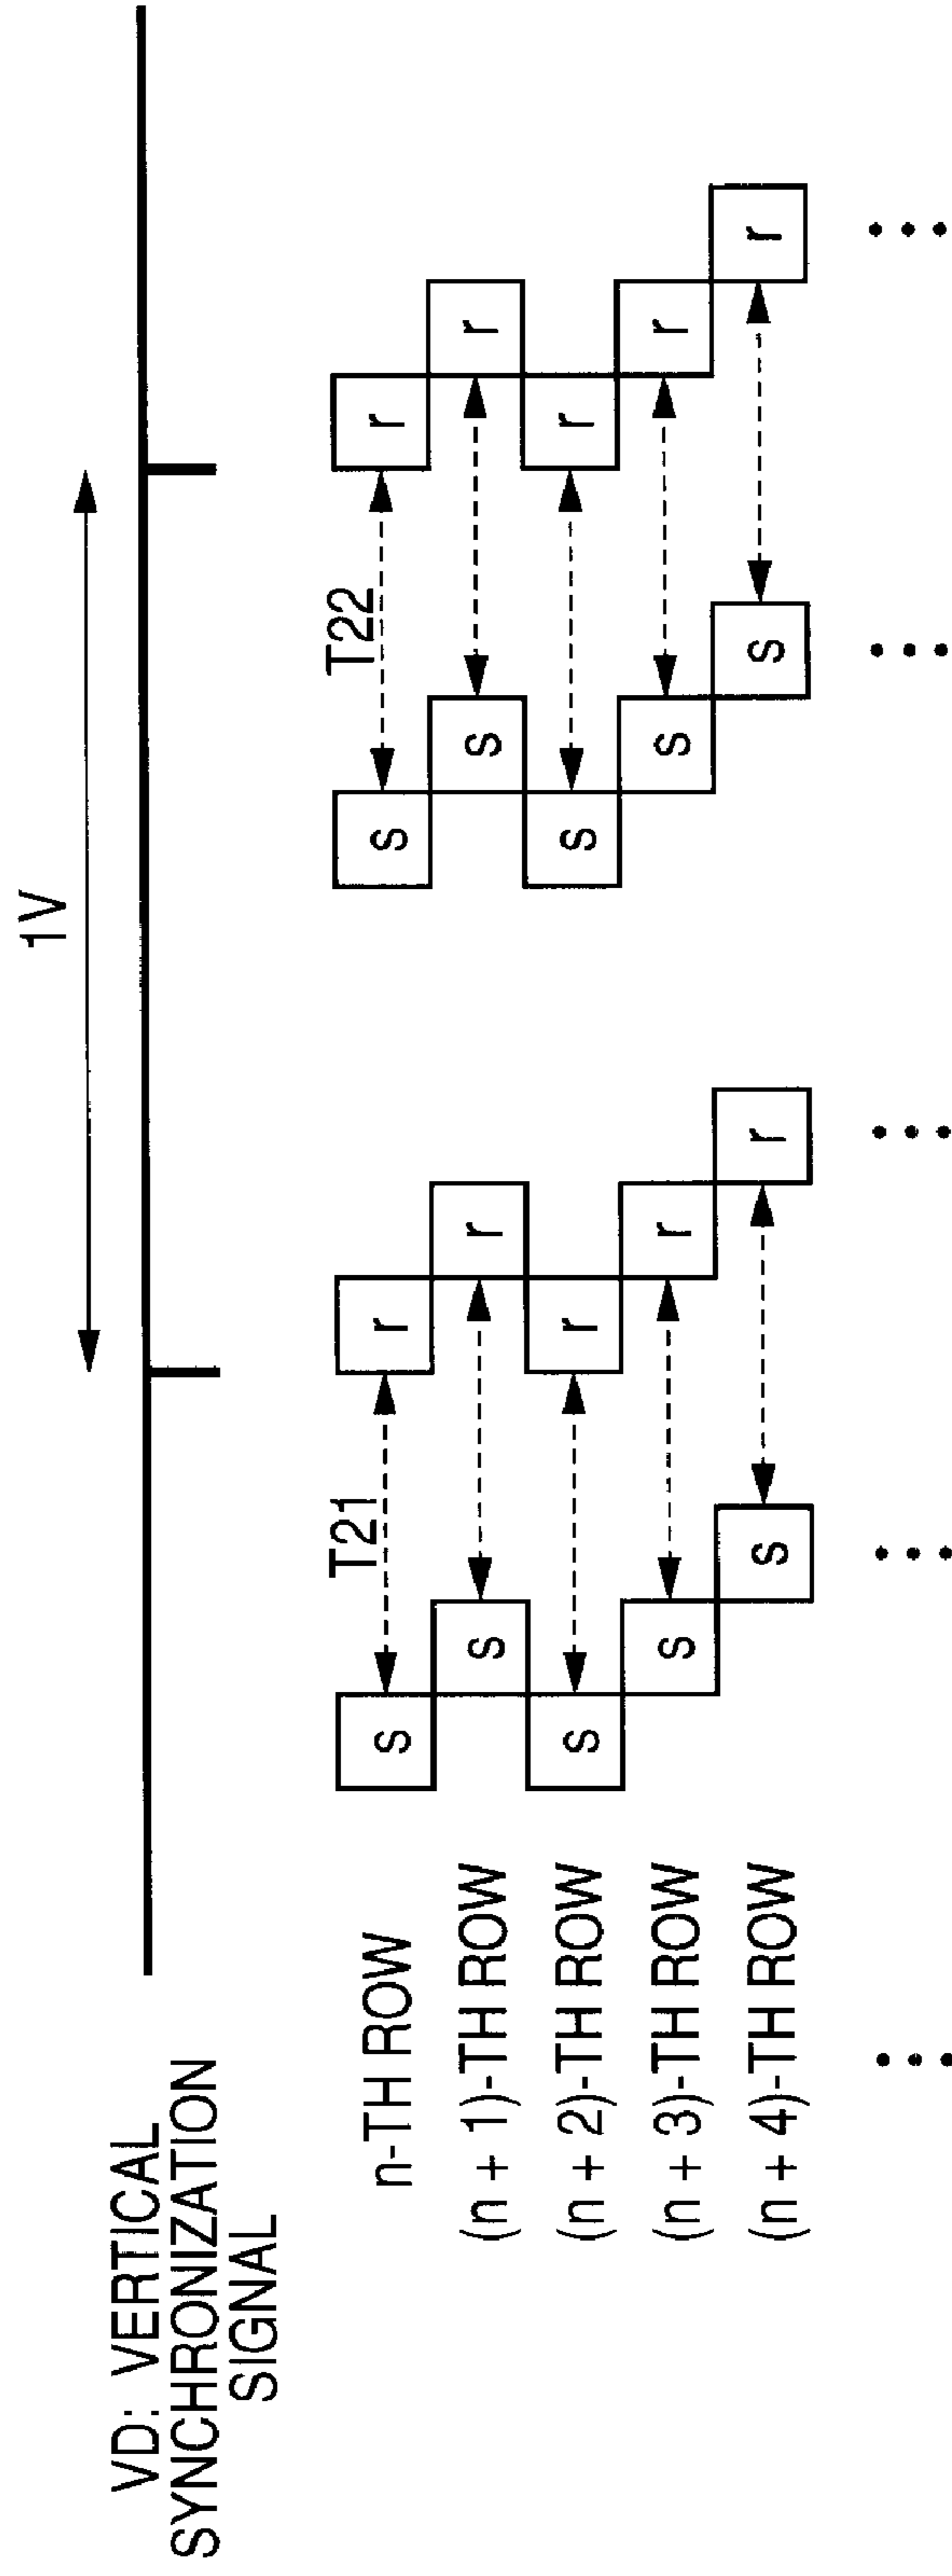 1V
VD: VERTICAL
SYNCHRONIZATION
SIGNAL
T21 T22
n-TH ROW s r s r
(n + 1)-TH ROW s r s r
(n + 2)-TH ROW s r s r
(n + 3)-TH ROW s r s r
(n + 4)-TH ROW s r s r